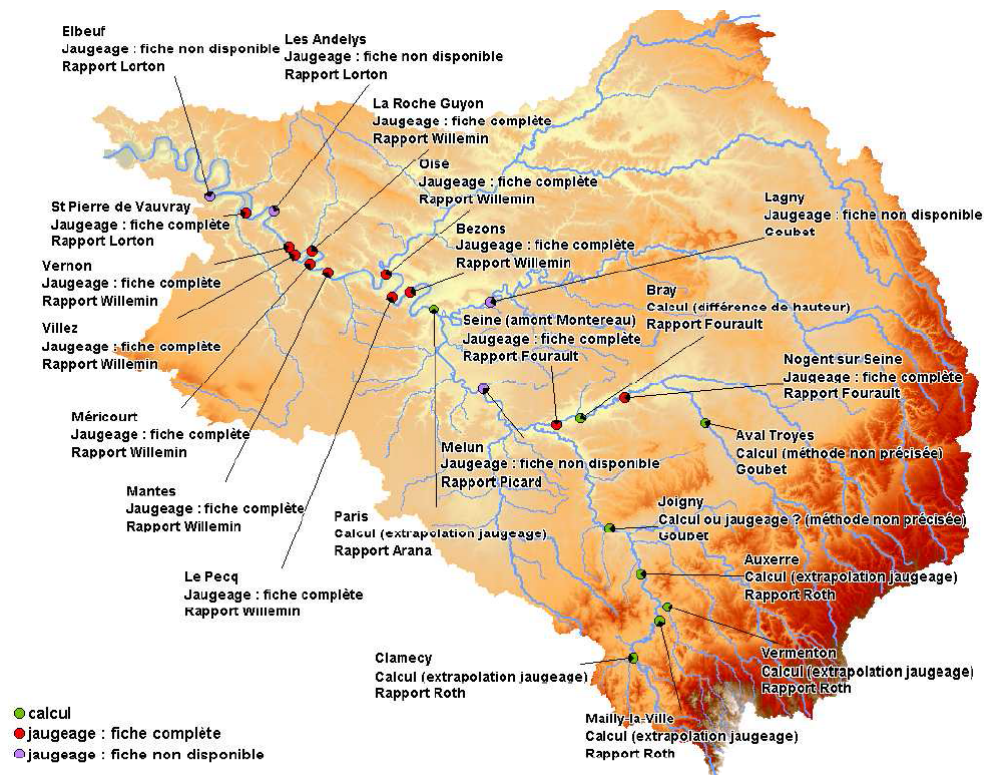 Elbeuf
Jaugeage : fiche non disponible
Rapport Lorton
Les Andelys
Jaugeage : fiche non disponible
Rapport Lorton
La Roche Guyon
Jaugeage : fiche complète
Rapport Willemin
Oise
Jaugeage : fiche complète
Rapport Willemin
Lagny
Jaugeage : fiche non disponible
Goubet
St Pierre de Vauvray
Jaugeage : fiche complète
Rapport Lorton
Bezons
Jaugeage : fiche complète
Rapport Willemin
Vernon
Jaugeage : fiche complète
Rapport Willemin
Bray
Calcul (différence de hauteur)
Rapport Fourault
Seine (amont Montereau)
Jaugeage : fiche complète
Rapport Fourault
Villez
Jaugeage : fiche complète
Rapport Willemin
Nogent sur Seine
Jaugeage : fiche complète
Rapport Fourault
Méricourt
Jaugeage : fiche complète
Rapport Willemin
Melun
Jaugeage : fiche non disponible
Rapport Picard
Aval Troyes
Calcul (méthode non précisée)
Goubet
Mantes
Jaugeage : fiche complète
Rapport Willemin
Paris
Calcul (extrapolation jaugeage)
Rapport Arana
Joigny
Calcul ou jaugeage ? (méthode non précisée)
Goubet
Auxerre
Calcul (extrapolation jaugeage)
Rapport Roth
Le Pecq
Jaugeage : fiche complète
Rapport Willemin
Clamecy
Calcul (extrapolation jaugeage)
Rapport Roth
Vermenton
Calcul (extrapolation jaugeage)
Rapport Roth
Mailly-la-Ville
Calcul (extrapolation jaugeage)
Rapport Roth
calcul
jaugeage : fiche complète
jaugeage : fiche non disponible